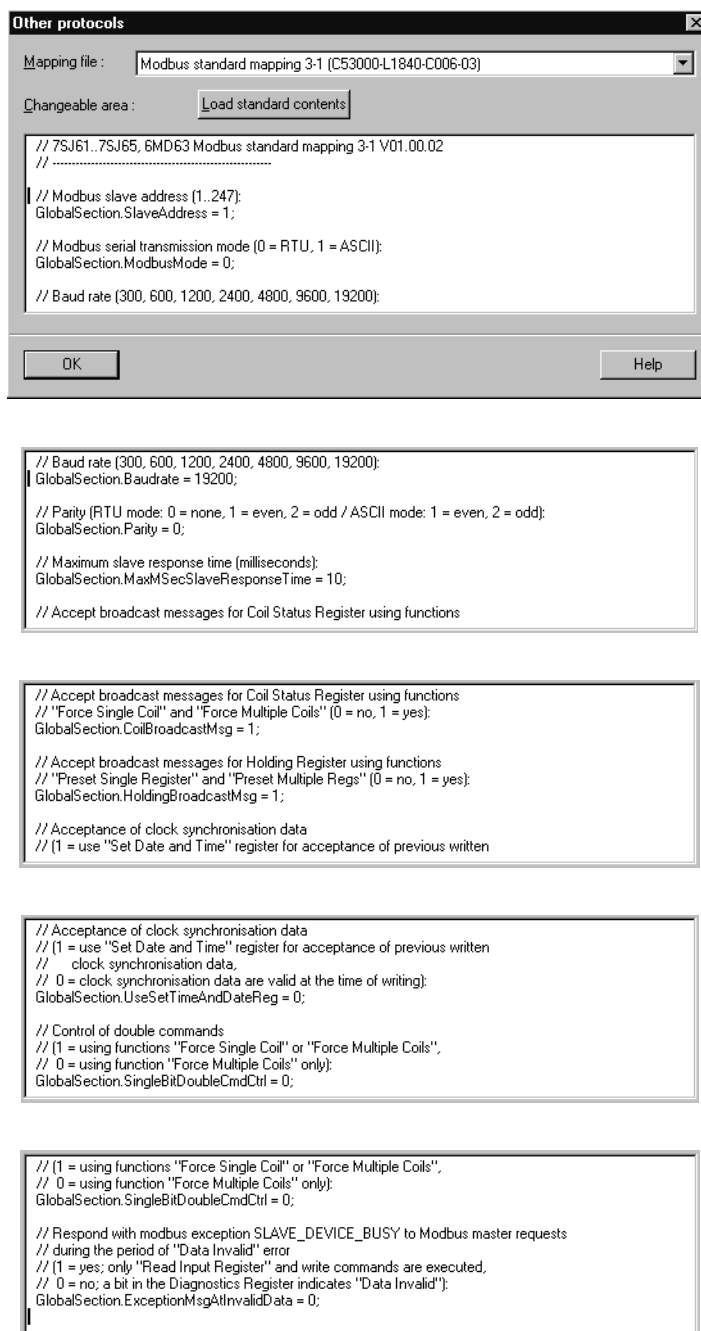 Other protocols
Mapping file :
Modbus standard mapping 3-1 (C53000-L1840-C006-03)
Changeable area :
Load standard contents
// 7SJ61..7SJ65, 6MD63 Modbus standard mapping 3-1 V01.00.02
// ------------------------------------------------------------
// Modbus slave address (1..247):
GlobalSection.SlaveAddress = 1;
// Modbus serial transmission mode (0 = RTU, 1 = ASCII):
GlobalSection.ModbusMode = 0;
// Baud rate (300, 600, 1200, 2400, 4800, 9600, 19200):
OK
Help
// Baud rate (300, 600, 1200, 2400, 4800, 9600, 19200):
GlobalSection.Baudrate = 19200;
// Parity (RTU mode: 0 = none, 1 = even, 2 = odd / ASCII mode: 1 = even, 2 = odd):
GlobalSection.Parity = 0;
// Maximum slave response time (milliseconds):
GlobalSection.MaxMSecSlaveResponseTime = 10;
// Accept broadcast messages for Coil Status Register using functions
// Accept broadcast messages for Coil Status Register using functions
// "Force Single Coil" and "Force Multiple Coils" (0 = no, 1 = yes):
GlobalSection.CoilBroadcastMsg = 1;
// Accept broadcast messages for Holding Register using functions
// "Preset Single Register" and "Preset Multiple Regs" (0 = no, 1 = yes):
GlobalSection.HoldingBroadcastMsg = 1;
// Acceptance of clock synchronisation data
// (1 = use "Set Date and Time" register for acceptance of previous written
// Acceptance of clock synchronisation data
// (1 = use "Set Date and Time" register for acceptance of previous written
// clock synchronisation data,
// 0 = clock synchronisation data are valid at the time of writing):
GlobalSection.UseSetTimeAndDateReg = 0;
// Control of double commands
// (1 = using functions "Force Single Coil" or "Force Multiple Coils",
// 0 = using function "Force Multiple Coils" only):
GlobalSection.SingleBitDoubleCmdCtrl = 0;
// (1 = using functions "Force Single Coil" or "Force Multiple Coils",
// 0 = using function "Force Multiple Coils" only):
GlobalSection.SingleBitDoubleCmdCtrl = 0;
// Respond with modbus exception SLAVE_DEVICE_BUSY to Modbus master requests
// during the period of "Data Invalid" error
// (1 = yes; only "Read Input Register" and write commands are executed,
// 0 = no; a bit in the Diagnostics Register indicates "Data Invalid"):
GlobalSection.ExceptionMsgAtInvalidData = 0;